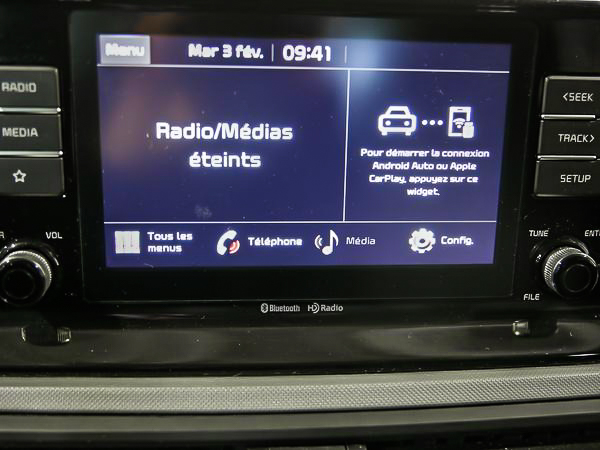 Menu Mar 3 fév. 09:41
RADIO
MEDIA
Radio/Médias
éteints
Pour démarrer la connexion
Android Auto ou Apple
CarPlay, appuyez sur ce
widget.
Tous les
menus
Téléphone
Média
Config.
<SEEK
TRACK>
SETUP
VOL
TUNE
FILE
Bluetooth HD Radio